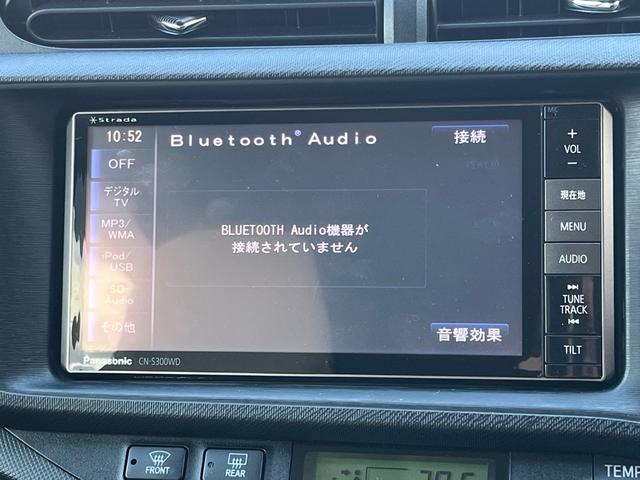 Strada
10:52
Bluetooth® Audio
接続
OFF
デジタル
TV
MP3/
WMA
iPod/
USB
SD-
Audio
その他
BLUETOOTH Audio機器が
接続されていません
音響効果
Panasonic CN-S300WD
MIC
+
VOL
−
現在地
MENU
AUDIO
TUNE
TRACK
TILT
FRONT
REAR
TEMP